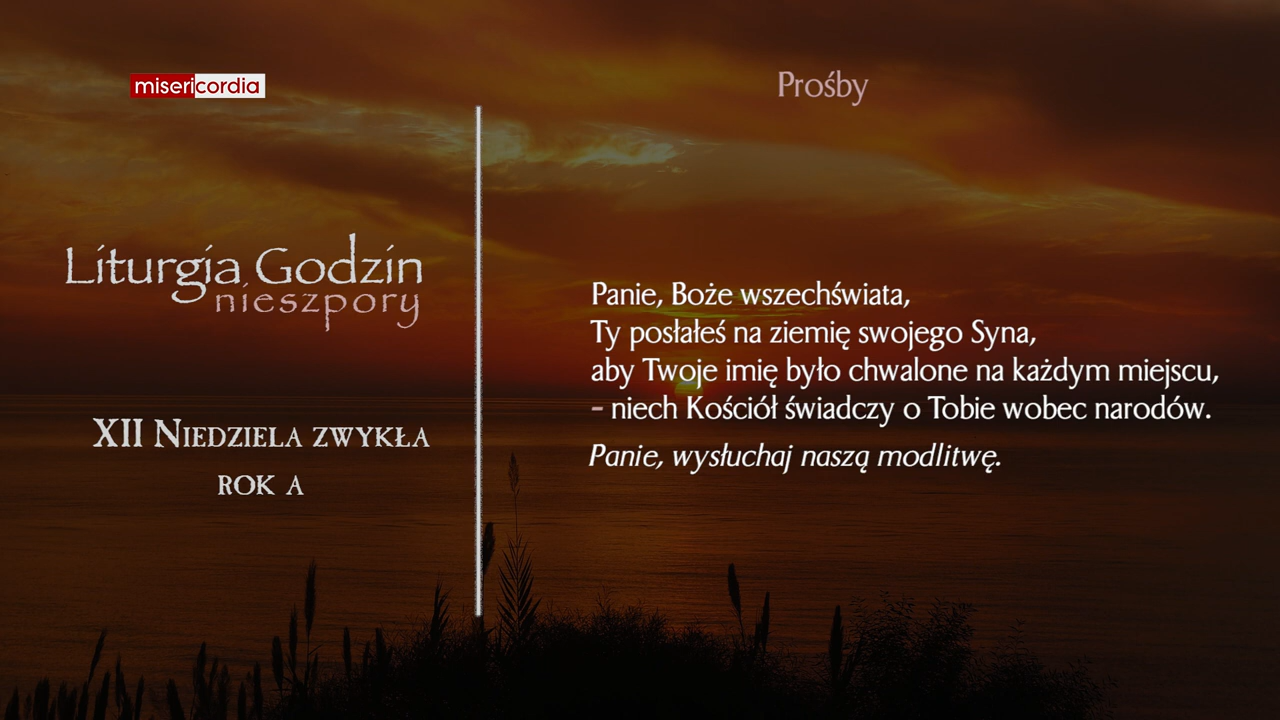 misericordia
Liturgia Godzin
nieszpory
XII Niedziela zwykła
rok a
Prośby
Panie, Boże wszechświata,
Ty posłałeś na ziemię swojego Syna,
aby Twoje imię było chwalone na każdym miejscu,
- niech Kościół świadczy o Tobie wobec narodów.
Panie, wysłuchaj naszą modlitwę.